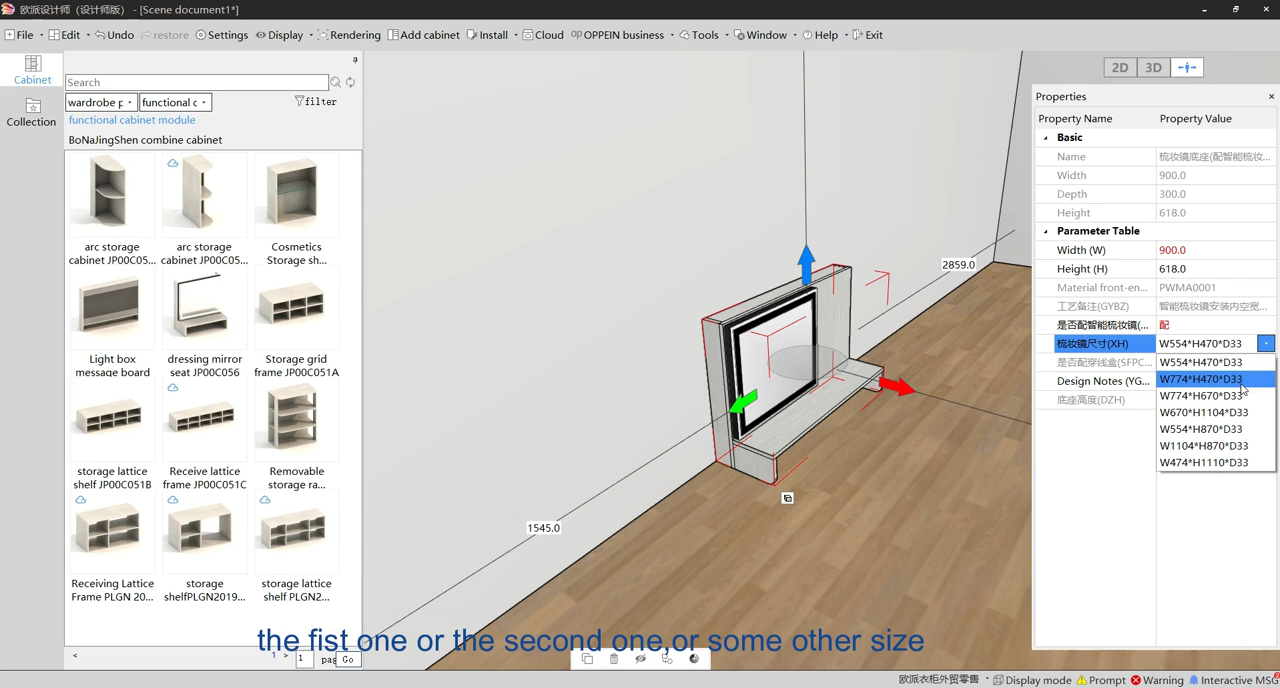 欧派设计师（设计师版） - [Scene document1*]
File Edit Undo restore Settings Display Rendering Add cabinet Install Cloud OPPEIN business Tools Window Help Exit
Cabinet
Collection
Search
wardrobe p functional c filter
functional cabinet module
BoNaJingShen combine cabinet
arc storage cabinet JP00C05...
arc storage cabinet JP00C05...
Cosmetics Storage sh...
Light box message board
dressing mirror seat JP00C056
Storage grid frame JP00C051A
storage lattice shelf JP00C051B
Receive lattice frame JP00C051C
Removable storage ra...
Receiving Lattice Frame PLGN 20...
storage shelfPLGN2019...
storage lattice shelf PLGN2...
< 1 > 1 pag Go
2859.0
1545.0
2D 3D
Properties
Property Name Property Value
Basic
Name 梳妆镜底座(配智能梳妆...
Width 900.0
Depth 300.0
Height 618.0
Parameter Table
Width (W) 900.0
Height (H) 618.0
Material front-en... PWMA0001
工艺备注(GYBZ) 智能梳妆镜安装内空宽...
是否配智能梳妆镜(... 配
梳妆镜尺寸(XH) W554*H470*D33
是否配穿线盒(SFPC... W554*H470*D33
W774*H470*D33
Design Notes (YG... W774*H670*D33
底座高度(DZH)
W670*H1104*D33
W554*H870*D33
W1104*H870*D33
W474*H1110*D33
the fist one or the second one,or some other size
欧派衣柜外贸零售 Display mode Prompt Warning Interactive MSG